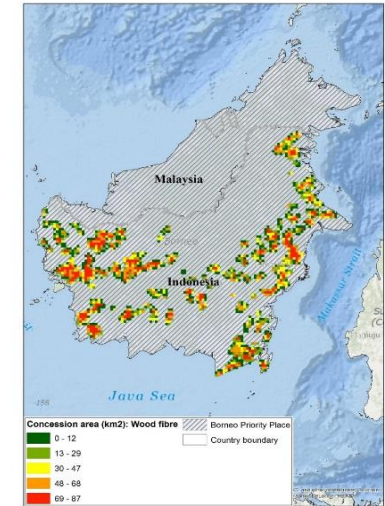 Malaysia
Borneo
Indonesia
Makassar Strait
Java Sea
Concession area (km2): Wood fibre
0 - 12
13 - 29
30 - 47
48 - 68
69 - 87
Borneo Priority Place
Country boundary